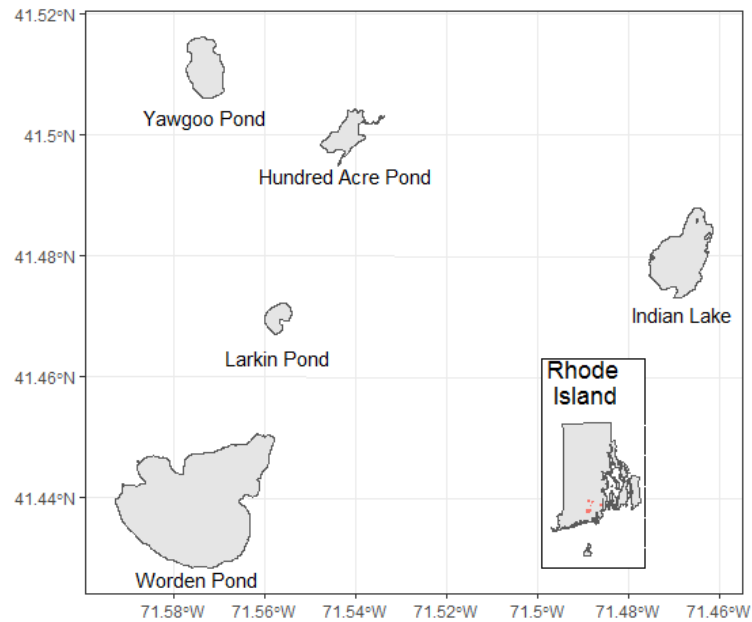 41.52°N
Yawgoo Pond
41.5°N
Hundred Acre Pond
41.48°N
Indian Lake
Larkin Pond
41.46°N
Rhode
Island
41.44°N
Worden Pond
71.58°W 71.56°W 71.54°W 71.52°W 71.5°W 71.48°W 71.46°W